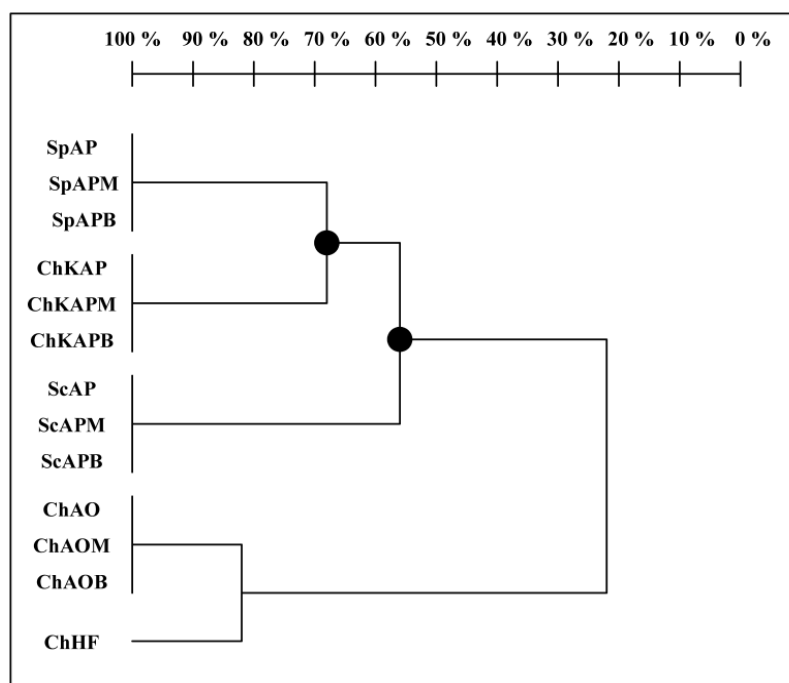 100 % 90 % 80 % 70 % 60 % 50 % 40 % 30 % 20 % 10 % 0 %
SpAP
SpAPM
SpAPB
ChKAP
ChKAPM
ChKAPB
ScAP
ScAPM
ScAPB
ChAO
ChAOM
ChAOB
ChHF